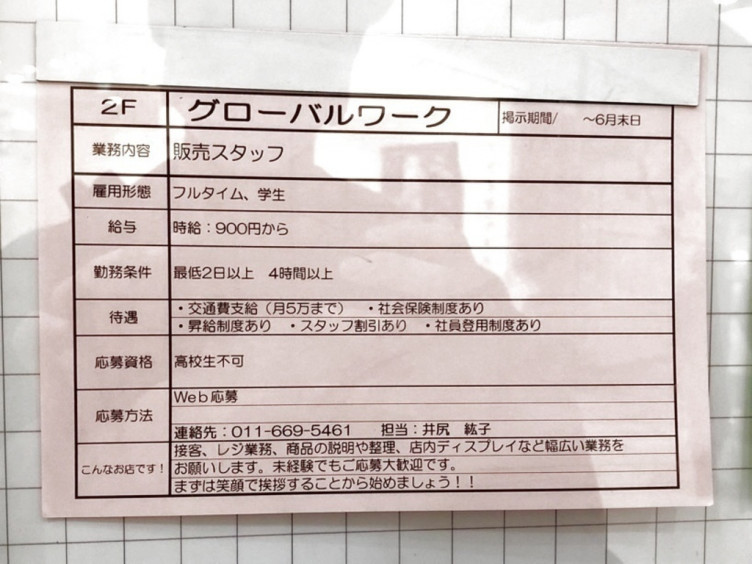 2F グローバルワーク 掲示期間/ ～6月末日
業務内容 販売スタッフ
雇用形態 フルタイム、学生
給与 時給：900円から
勤務条件 最低2日以上 4時間以上
待遇 ・交通費支給（月5万まで） ・社会保険制度あり
・昇給制度あり ・スタッフ割引あり ・社員登用制度あり
応募資格 高校生不可
応募方法 Web応募
連絡先：011-669-5461 担当：井尻 紘子
こんなお店です！ 接客、レジ業務、商品の説明や整理、店内ディスプレイなど幅広い業務を
お願いします。未経験でもご応募大歓迎です。
まずは笑顔で挨拶することから始めましょう！！